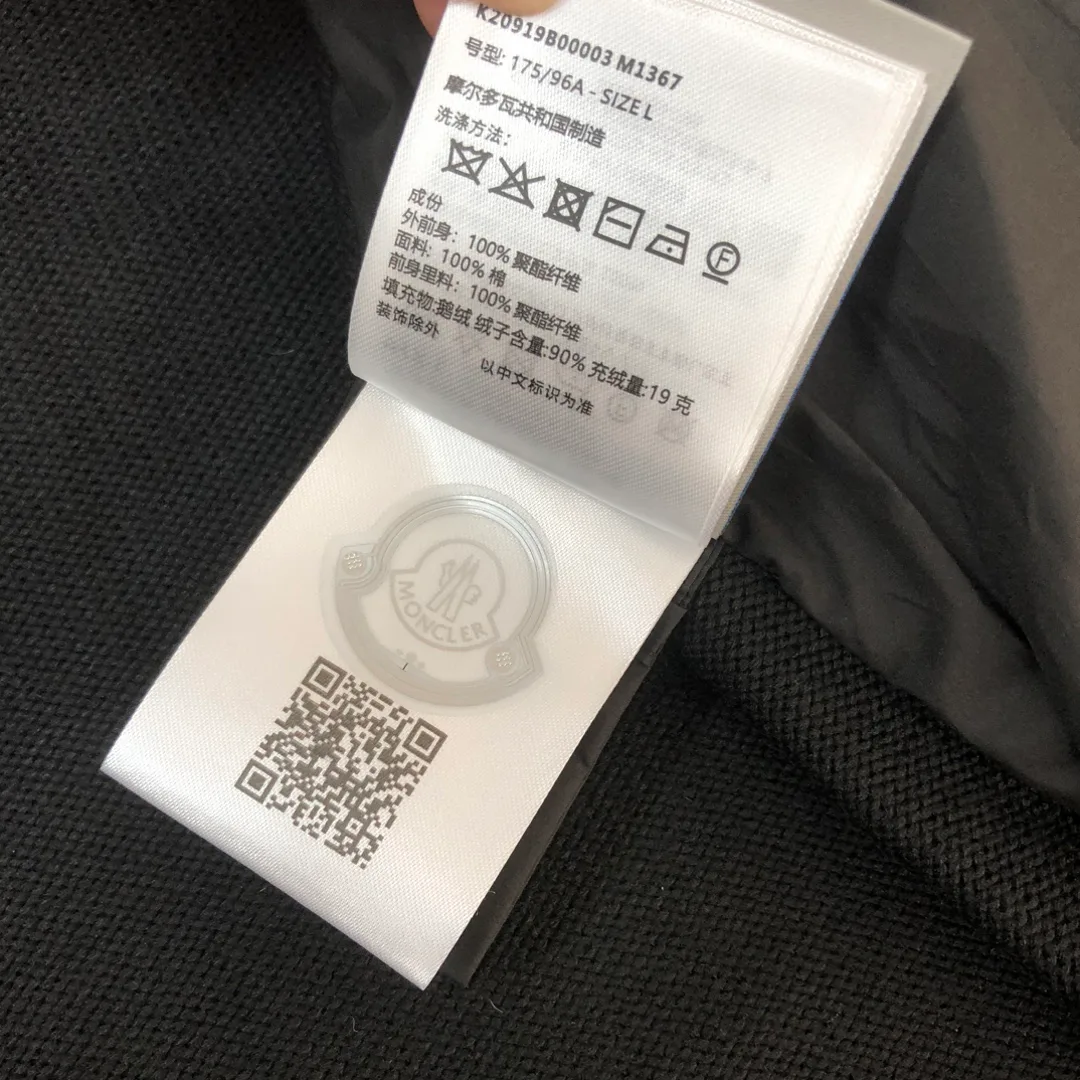 K20919B00003 M1367
号型: 175/96A - SIZE L
摩尔多瓦共和国制造
洗涤方法:
F
成份
外前身: 100% 聚酯纤维
面料: 100% 棉
前身里料: 100% 聚酯纤维
填充物:鹅绒 绒子含量:90% 充绒量:19 克
装饰除外
以中文标识为准
MONCLER